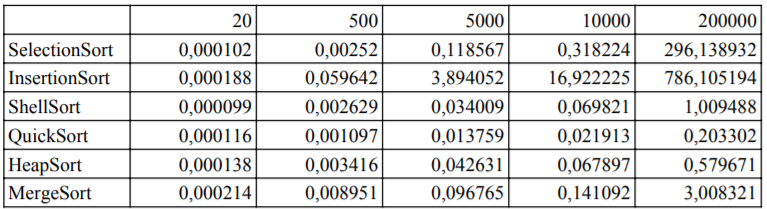 20 500 5000 10000 200000
SelectionSort 0,000102 0,00252 0,118567 0,318224 296,138932
InsertionSort 0,000188 0,059642 3,894052 16,922225 786,105194
ShellSort 0,000099 0,002629 0,034009 0,069821 1,009488
QuickSort 0,000116 0,001097 0,013759 0,021913 0,203302
HeapSort 0,000138 0,003416 0,042631 0,067897 0,579671
MergeSort 0,000214 0,008951 0,096765 0,141092 3,008321